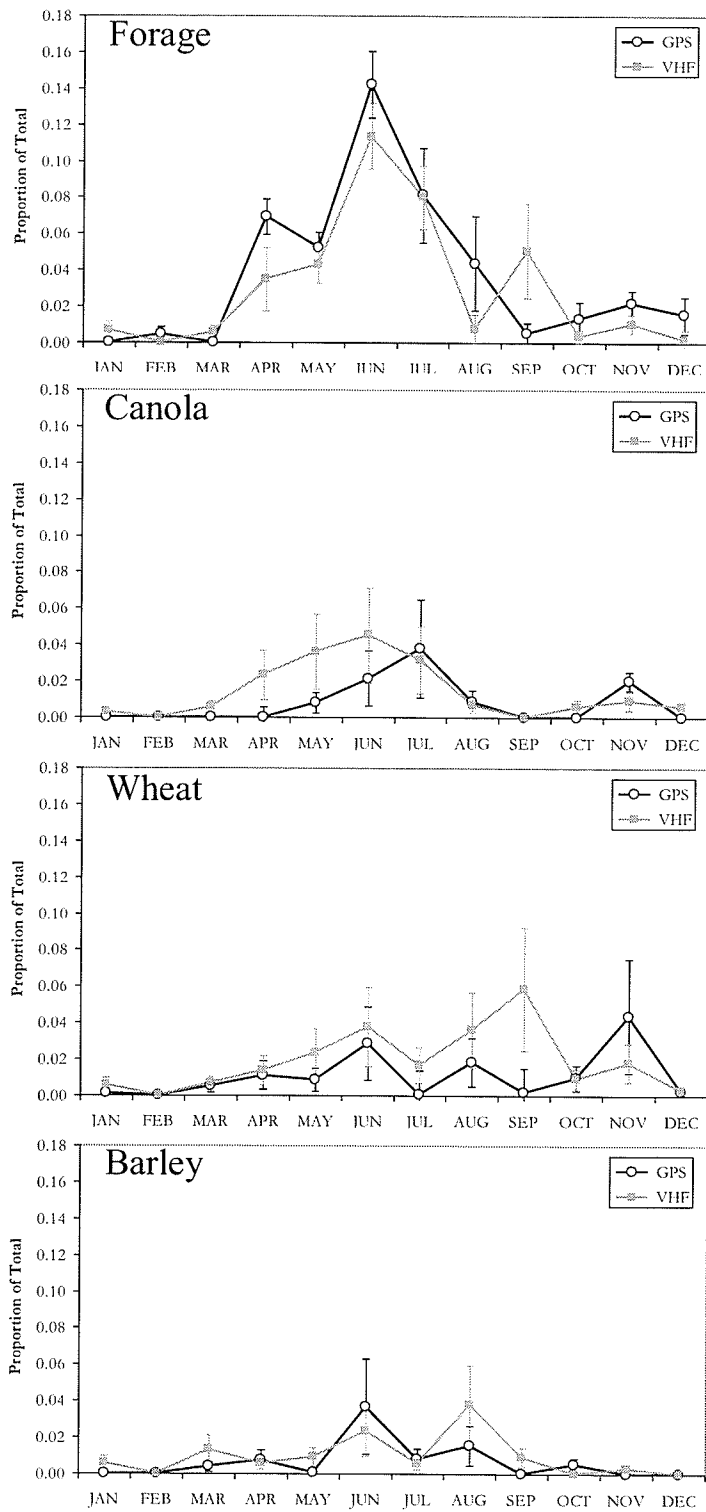 Forage
GPS
VHF
Proportion of Total
0.18
0.16
0.14
0.12
0.10
0.08
0.06
0.04
0.02
0.00
JAN FEB MAR APR MAY JUN JUL AUG SEP OCT NOV DEC
Canola
GPS
VHF
Proportion of Total
0.18
0.16
0.14
0.12
0.10
0.08
0.06
0.04
0.02
0.00
JAN FEB MAR APR MAY JUN JUL AUG SEP OCT NOV DEC
Wheat
GPS
VHF
Proportion of Total
0.18
0.16
0.14
0.12
0.10
0.08
0.06
0.04
0.02
0.00
JAN FEB MAR APR MAY JUN JUL AUG SEP OCT NOV DEC
Barley
GPS
VHF
Proportion of Total
0.18
0.16
0.14
0.12
0.10
0.08
0.06
0.04
0.02
0.00
JAN FEB MAR APR MAY JUN JUL AUG SEP OCT NOV DEC